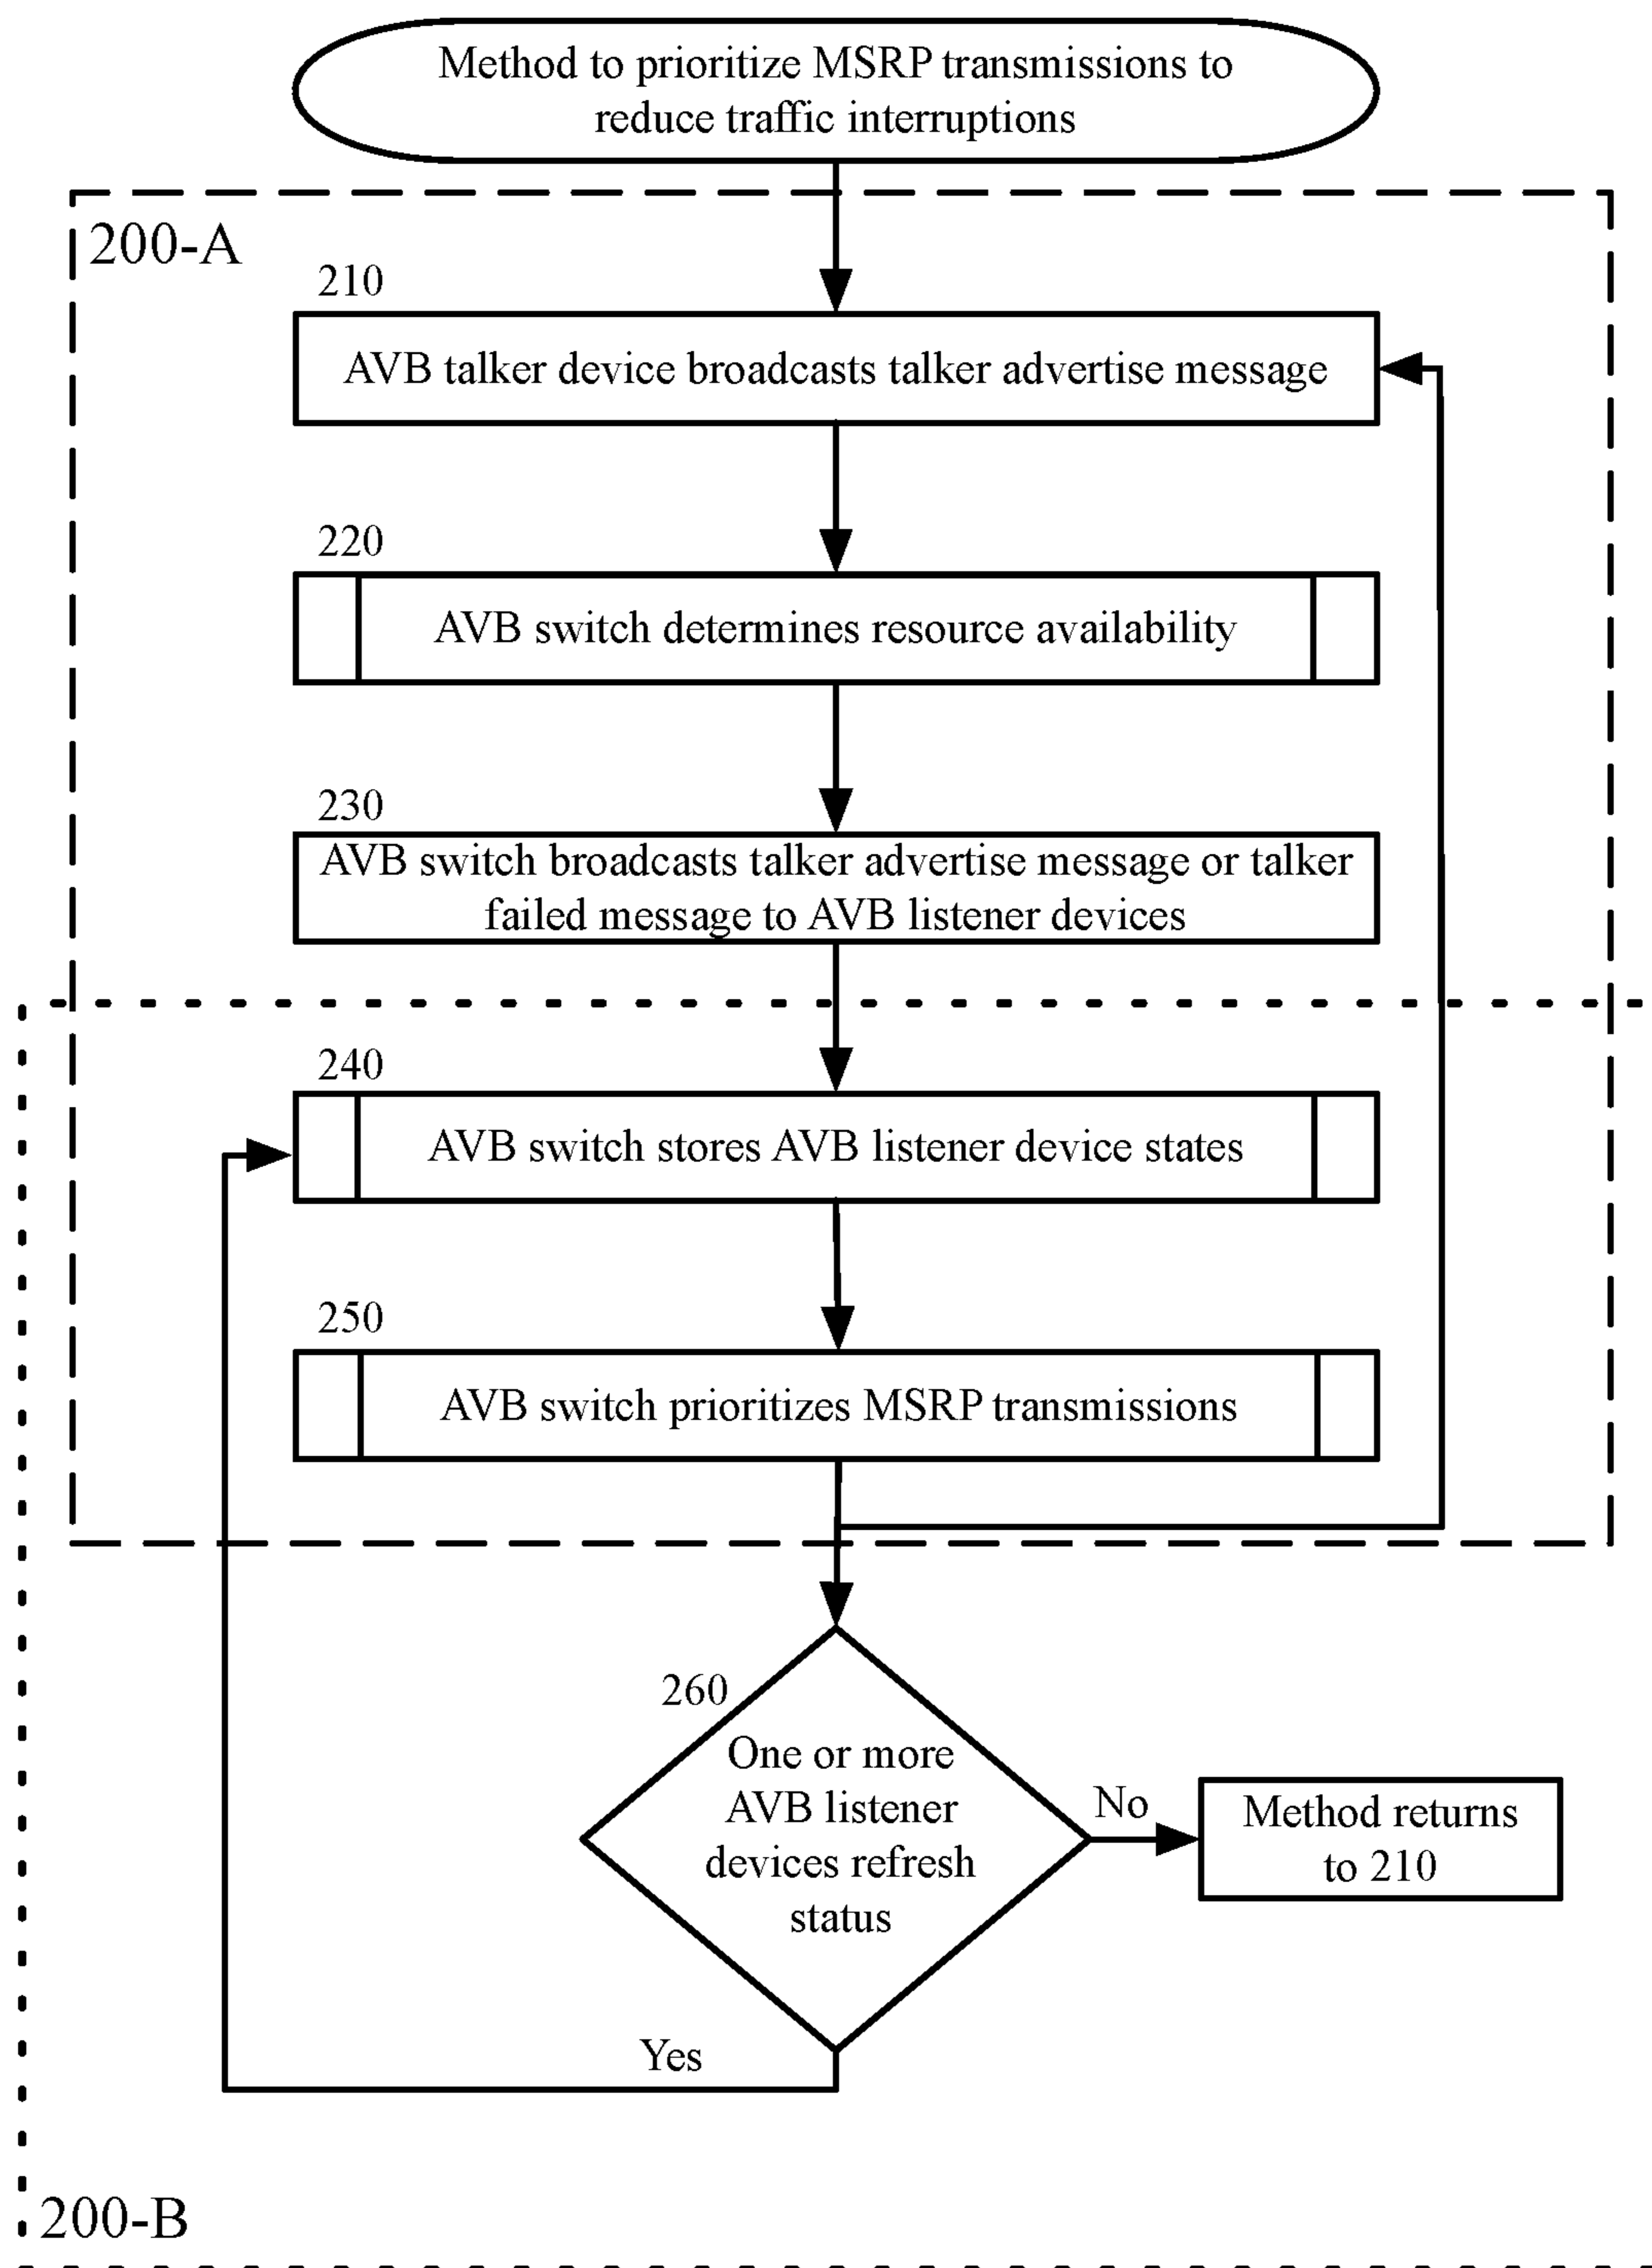 Method to prioritize MSRP transmissions to
reduce traffic interruptions
200-A
210
AVB talker device broadcasts talker advertise message
220
AVB switch determines resource availability
230
AVB switch broadcasts talker advertise message or talker
failed message to AVB listener devices
240
AVB switch stores AVB listener device states
250
AVB switch prioritizes MSRP transmissions
260
One or more
AVB listener
devices refresh
status
No
Method returns
to 210
Yes
200-B